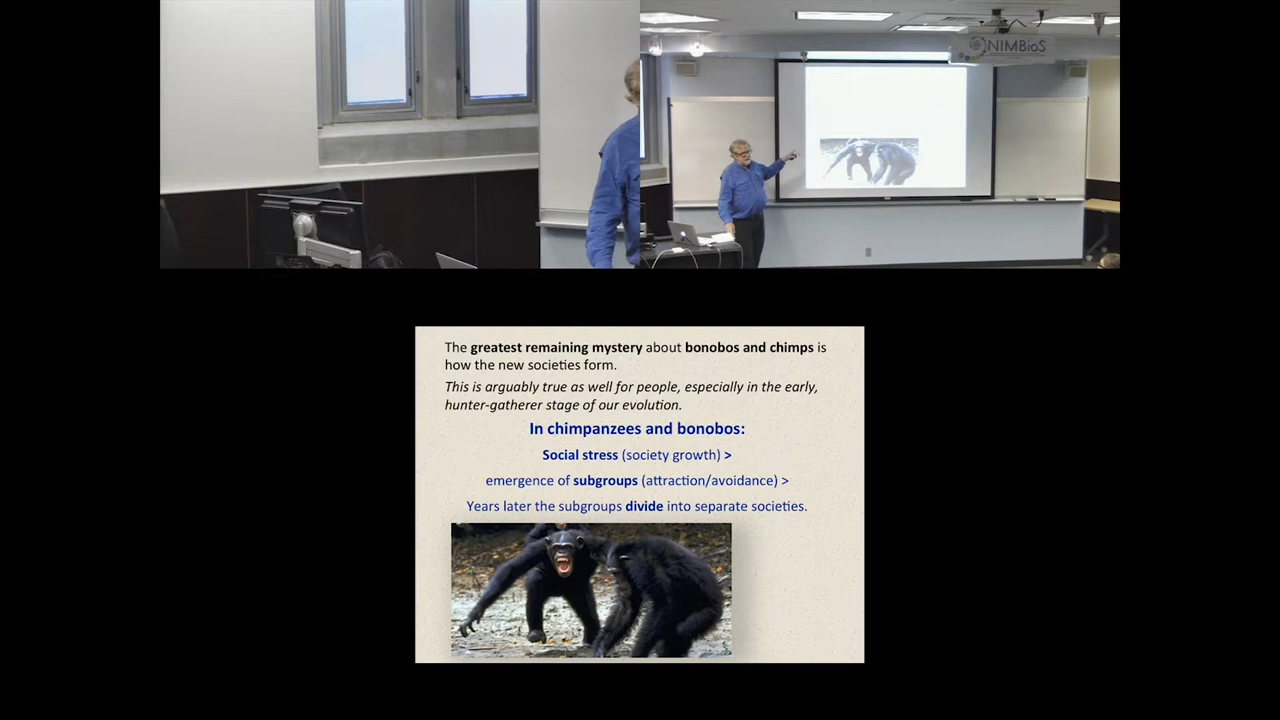 NIMBioS
The greatest remaining mystery about bonobos and chimps is
how the new societies form.
This is arguably true as well for people, especially in the early,
hunter-gatherer stage of our evolution.
In chimpanzees and bonobos:
Social stress (society growth) >
emergence of subgroups (attraction/avoidance) >
Years later the subgroups divide into separate societies.